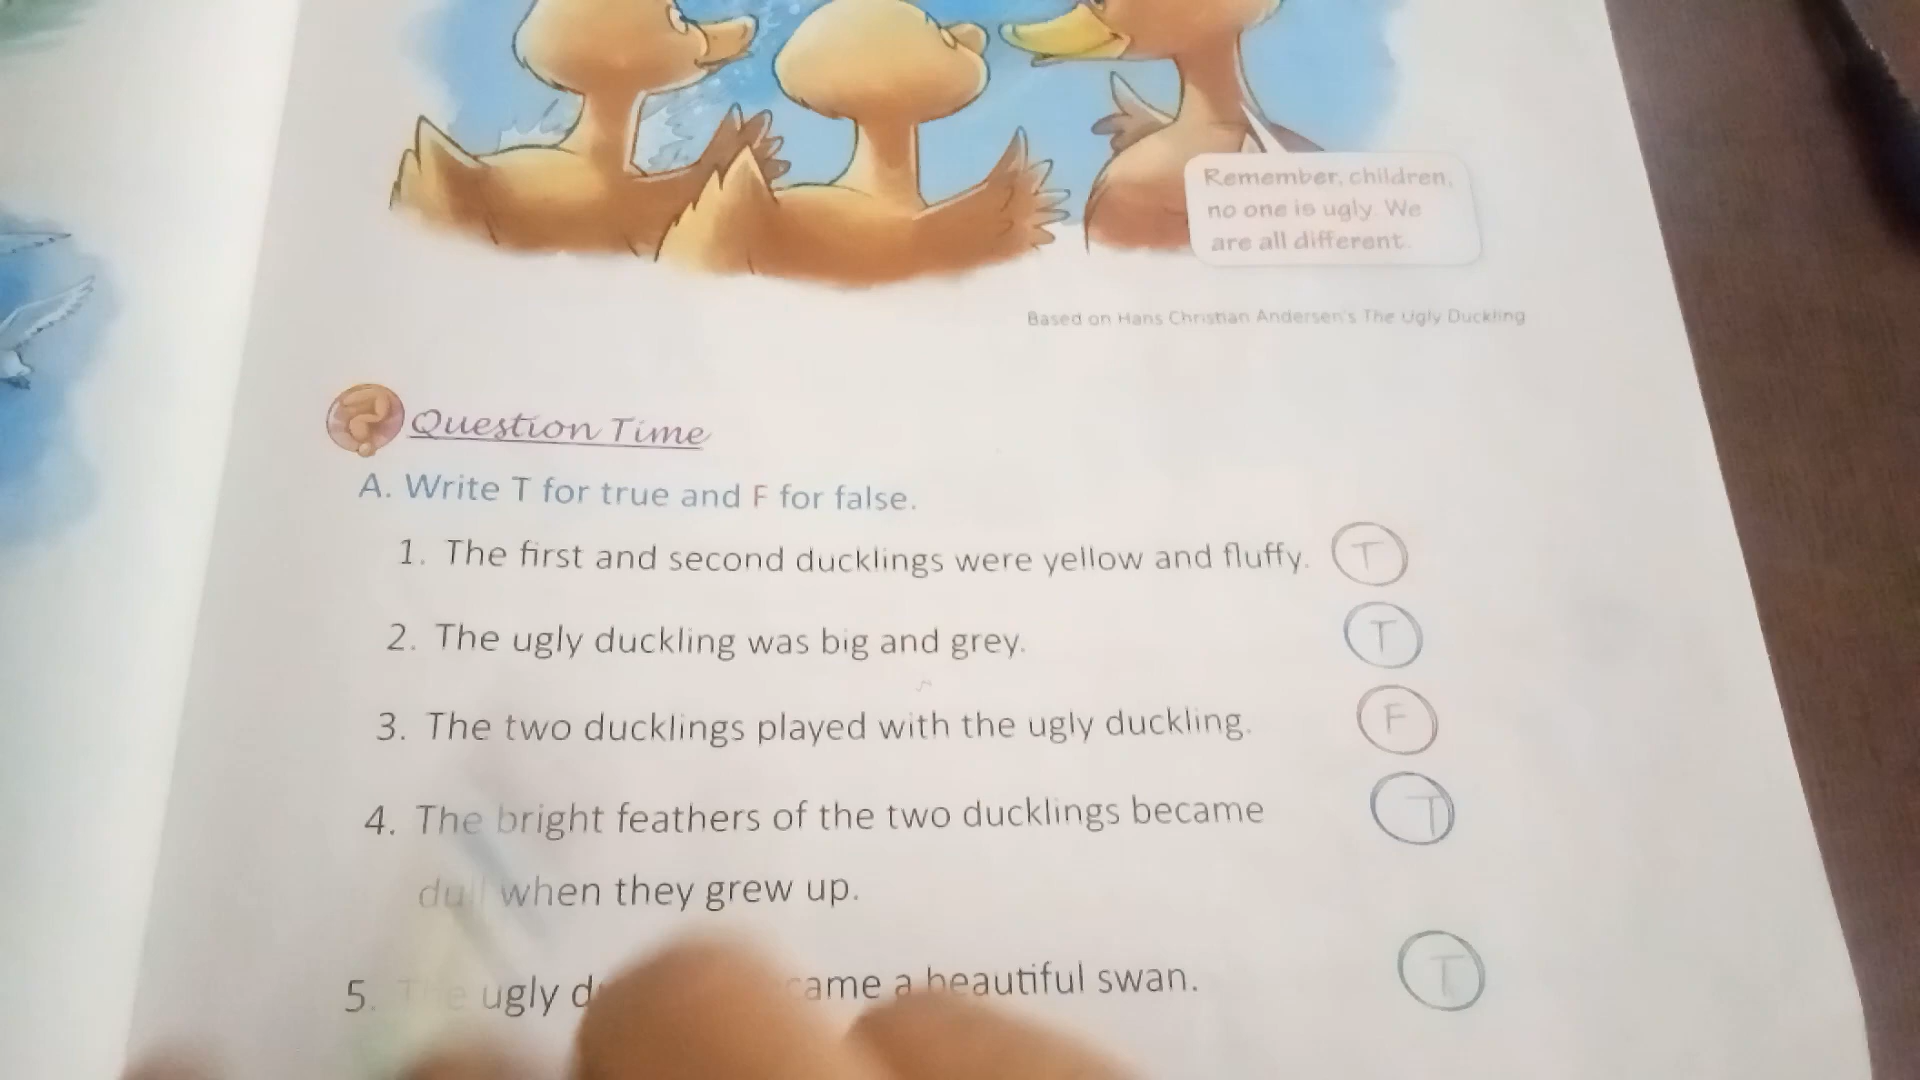 Remember, children,
no one is ugly. We
are all different.
Based on Hans Christian Andersen's The Ugly Duckling
Question Time
A. Write T for true and F for false.
1. The first and second ducklings were yellow and fluffy. T
2. The ugly duckling was big and grey. T
3. The two ducklings played with the ugly duckling. F
4. The bright feathers of the two ducklings became T
dull when they grew up.
5. The ugly a beautiful swan. T